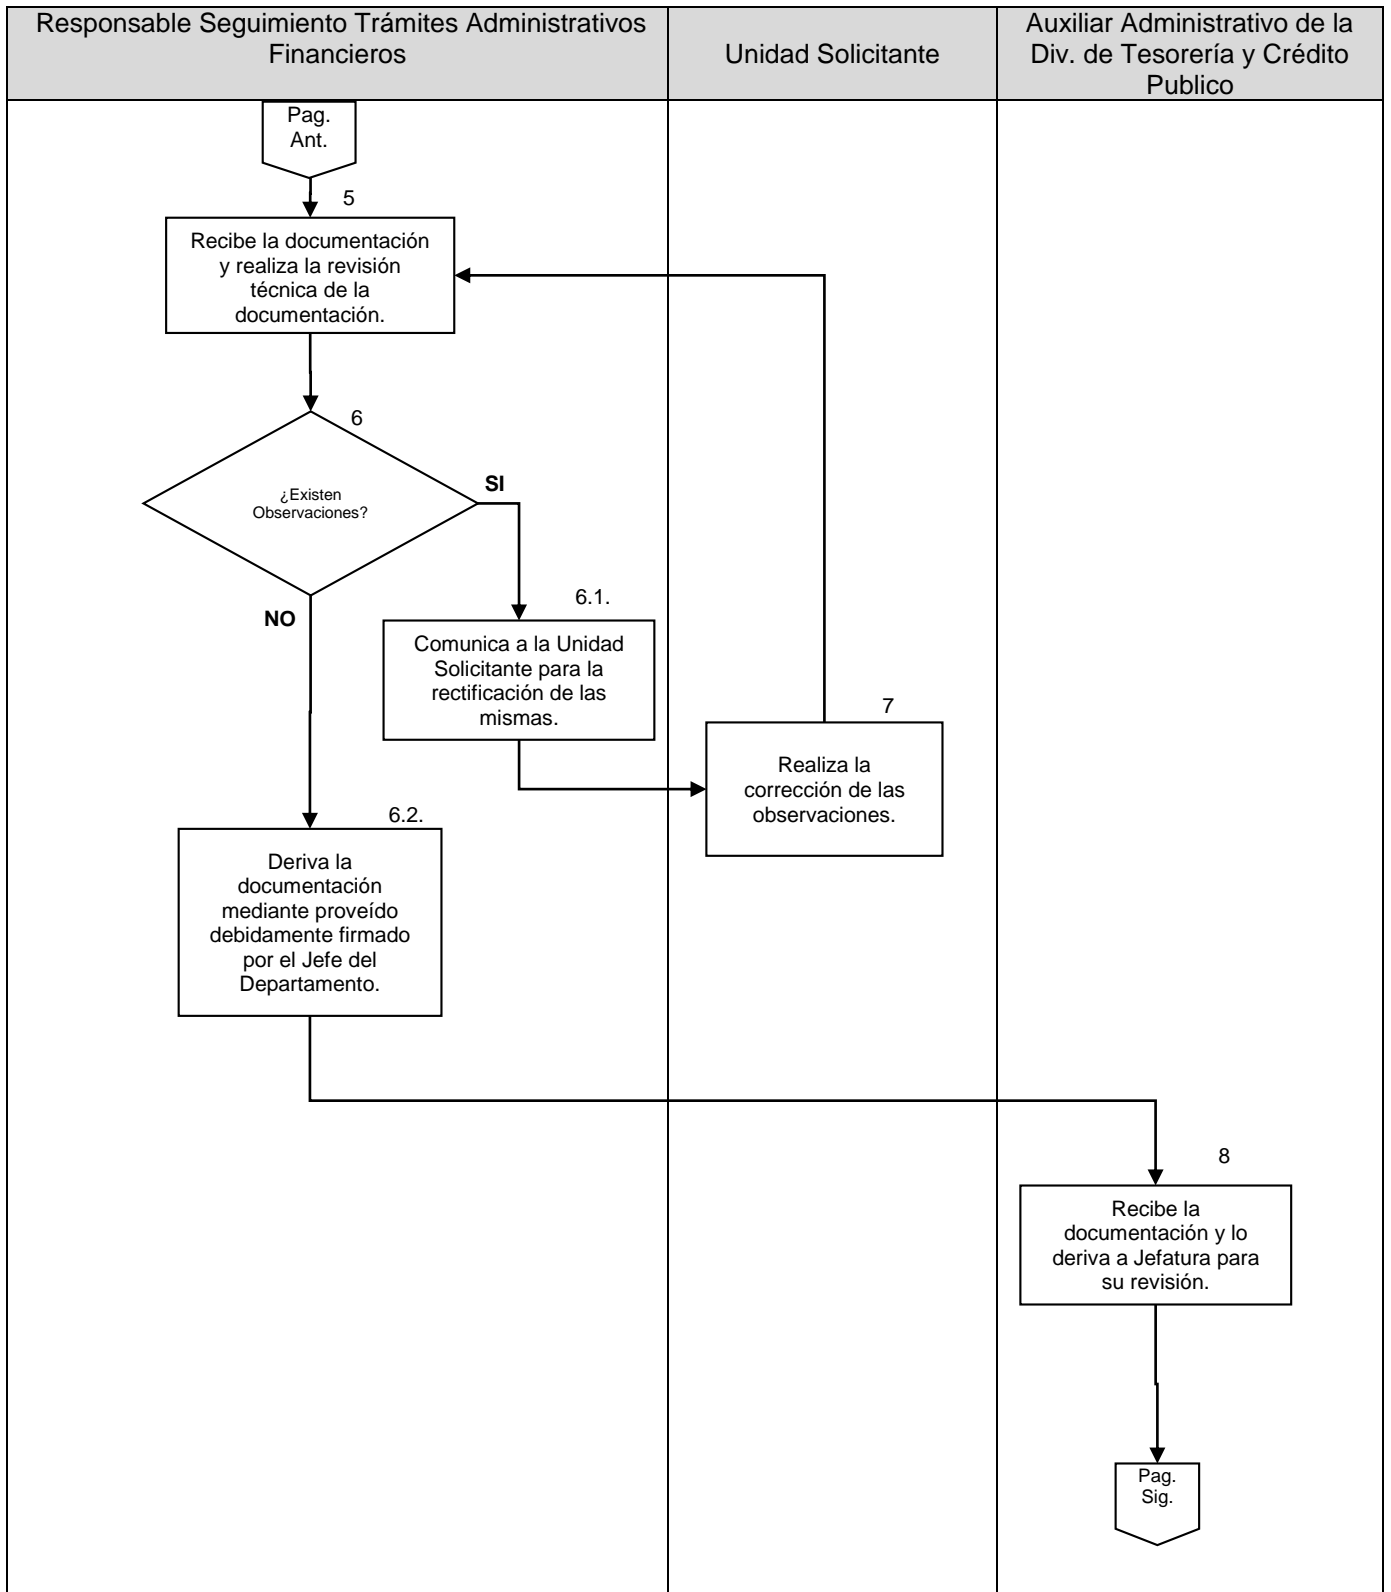 Responsable Seguimiento Trámites Administrativos
Financieros
Unidad Solicitante
Auxiliar Administrativo de la
Div. de Tesorería y Crédito
Publico
Pag.
Ant.
5
Recibe la documentación
y realiza la revisión
técnica de la
documentación.
6
¿Existen
Observaciones?
SI
NO
6.1.
Comunica a la Unidad
Solicitante para la
rectificación de las
mismas.
7
Realiza la
corrección de las
observaciones.
6.2.
Deriva la
documentación
mediante proveído
debidamente firmado
por el Jefe del
Departamento.
8
Recibe la
documentación y lo
deriva a Jefatura para
su revisión.
Pag.
Sig.